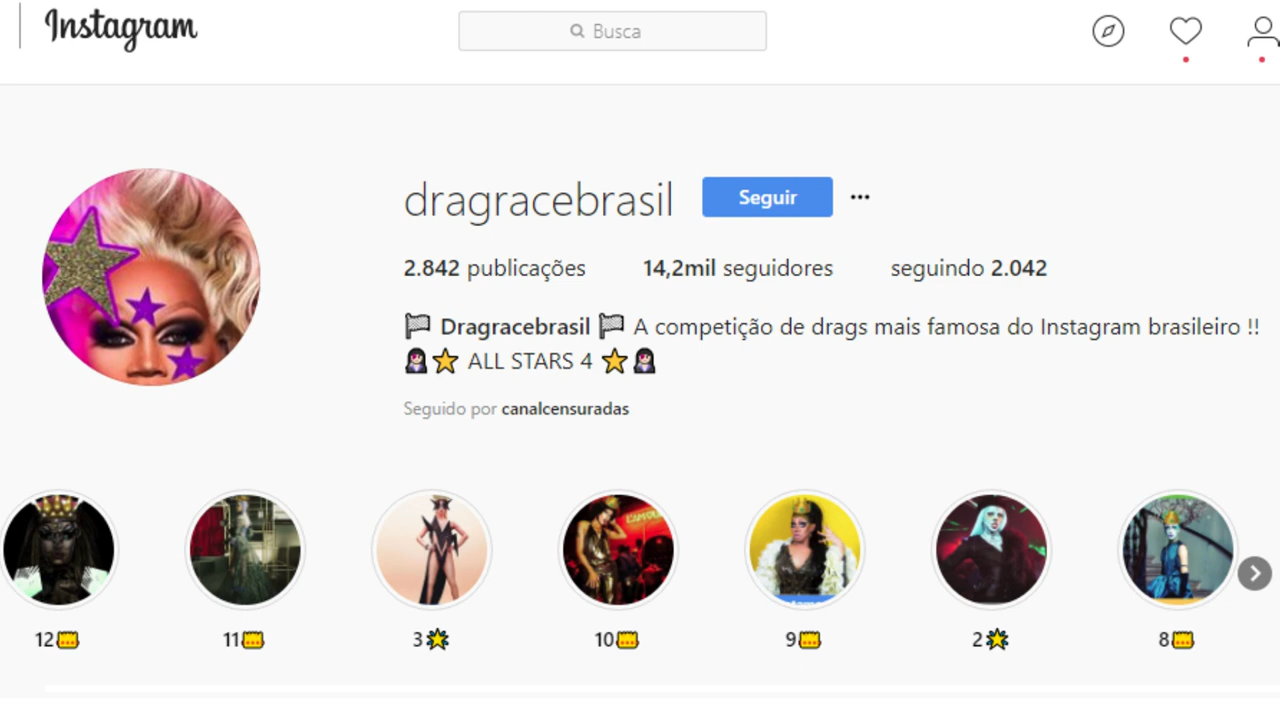 Instagram
Busca
dragracebrasil Seguir
2.842 publicações 14,2mil seguidores seguindo 2.042
Dragracebrasil A competição de drags mais famosa do Instagram brasileiro !!
ALL STARS 4
Seguido por canalcensuradas
12 11 3 10 9 2 8